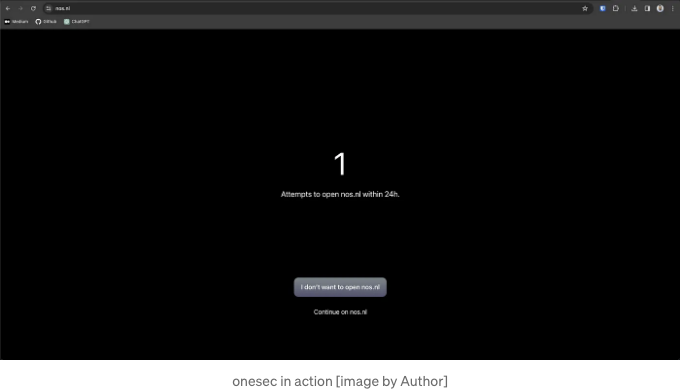 nos.nl
Medium Github ChatGPT
1
Attempts to open nos.nl within 24h.
I don't want to open nos.nl
Continue on nos.nl
onesec in action [image by Author]